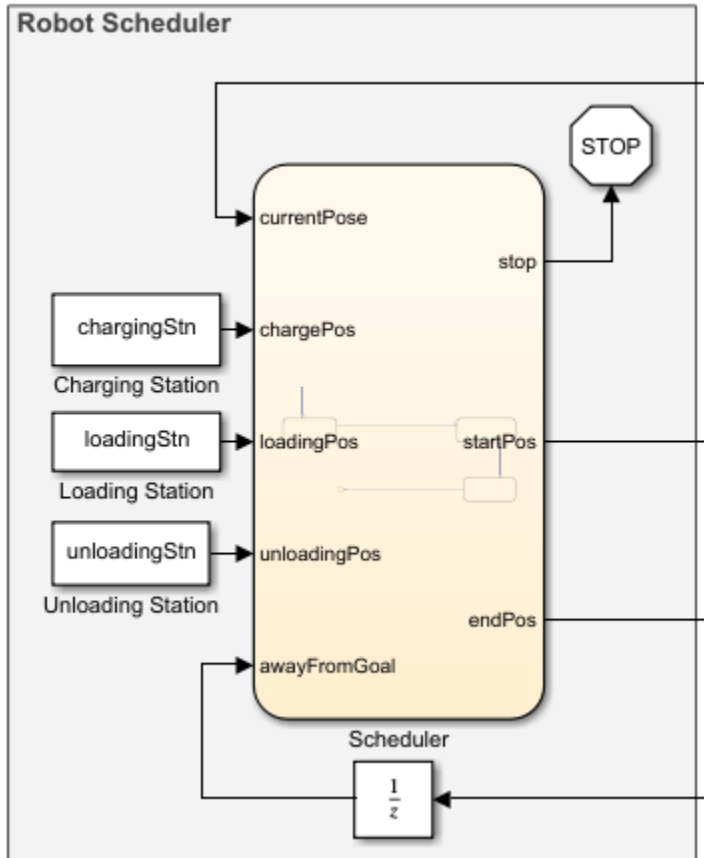 Robot Scheduler
STOP
currentPose
stop
chargingStn
chargePos
Charging Station
loadingStn
loadingPos
startPos
Loading Station
unloadingStn
unloadingPos
Unloading Station
endPos
awayFromGoal
Scheduler
1
z